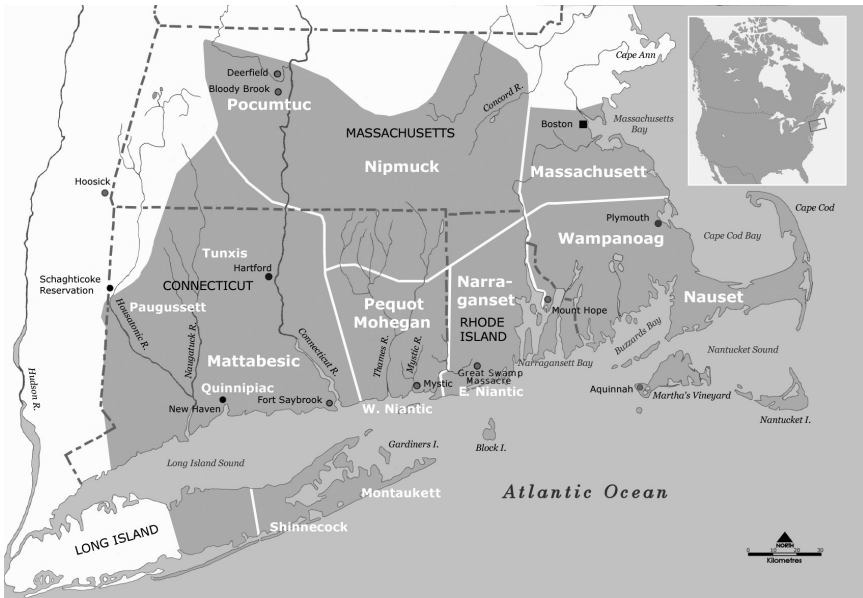 Cape Ann
Deerfield
Bloody Brook
Pocumtuc
Concord R.
Massachusetts
Bay
Boston
MASSACHUSETTS
Nipmuck
Massachusett
Hoosick
Cape Cod
Plymouth
Wampanoag
Cape Cod Bay
Tunxis
Hartford
Schaghticoke
Reservation
CONNECTICUT
Narra-
ganset
Nauset
Paugussett
Pequot
Mohegan
Mount Hope
RHODE
ISLAND
Housatonic R.
Naugatuck R.
Connecticut R.
Thames R.
Mystic R.
Buzzards Bay
Nantucket Sound
Mattabesic
Narragansett Bay
Great Swamp
Massacre
Hudson R.
Quinnipiac
Mystic
E. Niantic
Aquinnah
Martha's Vineyard
New Haven
Fort Saybrook
W. Niantic
Nantucket I.
Gardiners I.
Block I.
Long Island Sound
Montaukett
Atlantic Ocean
Shinnecock
LONG ISLAND
NORTH
0 10 20 30
Kilometres